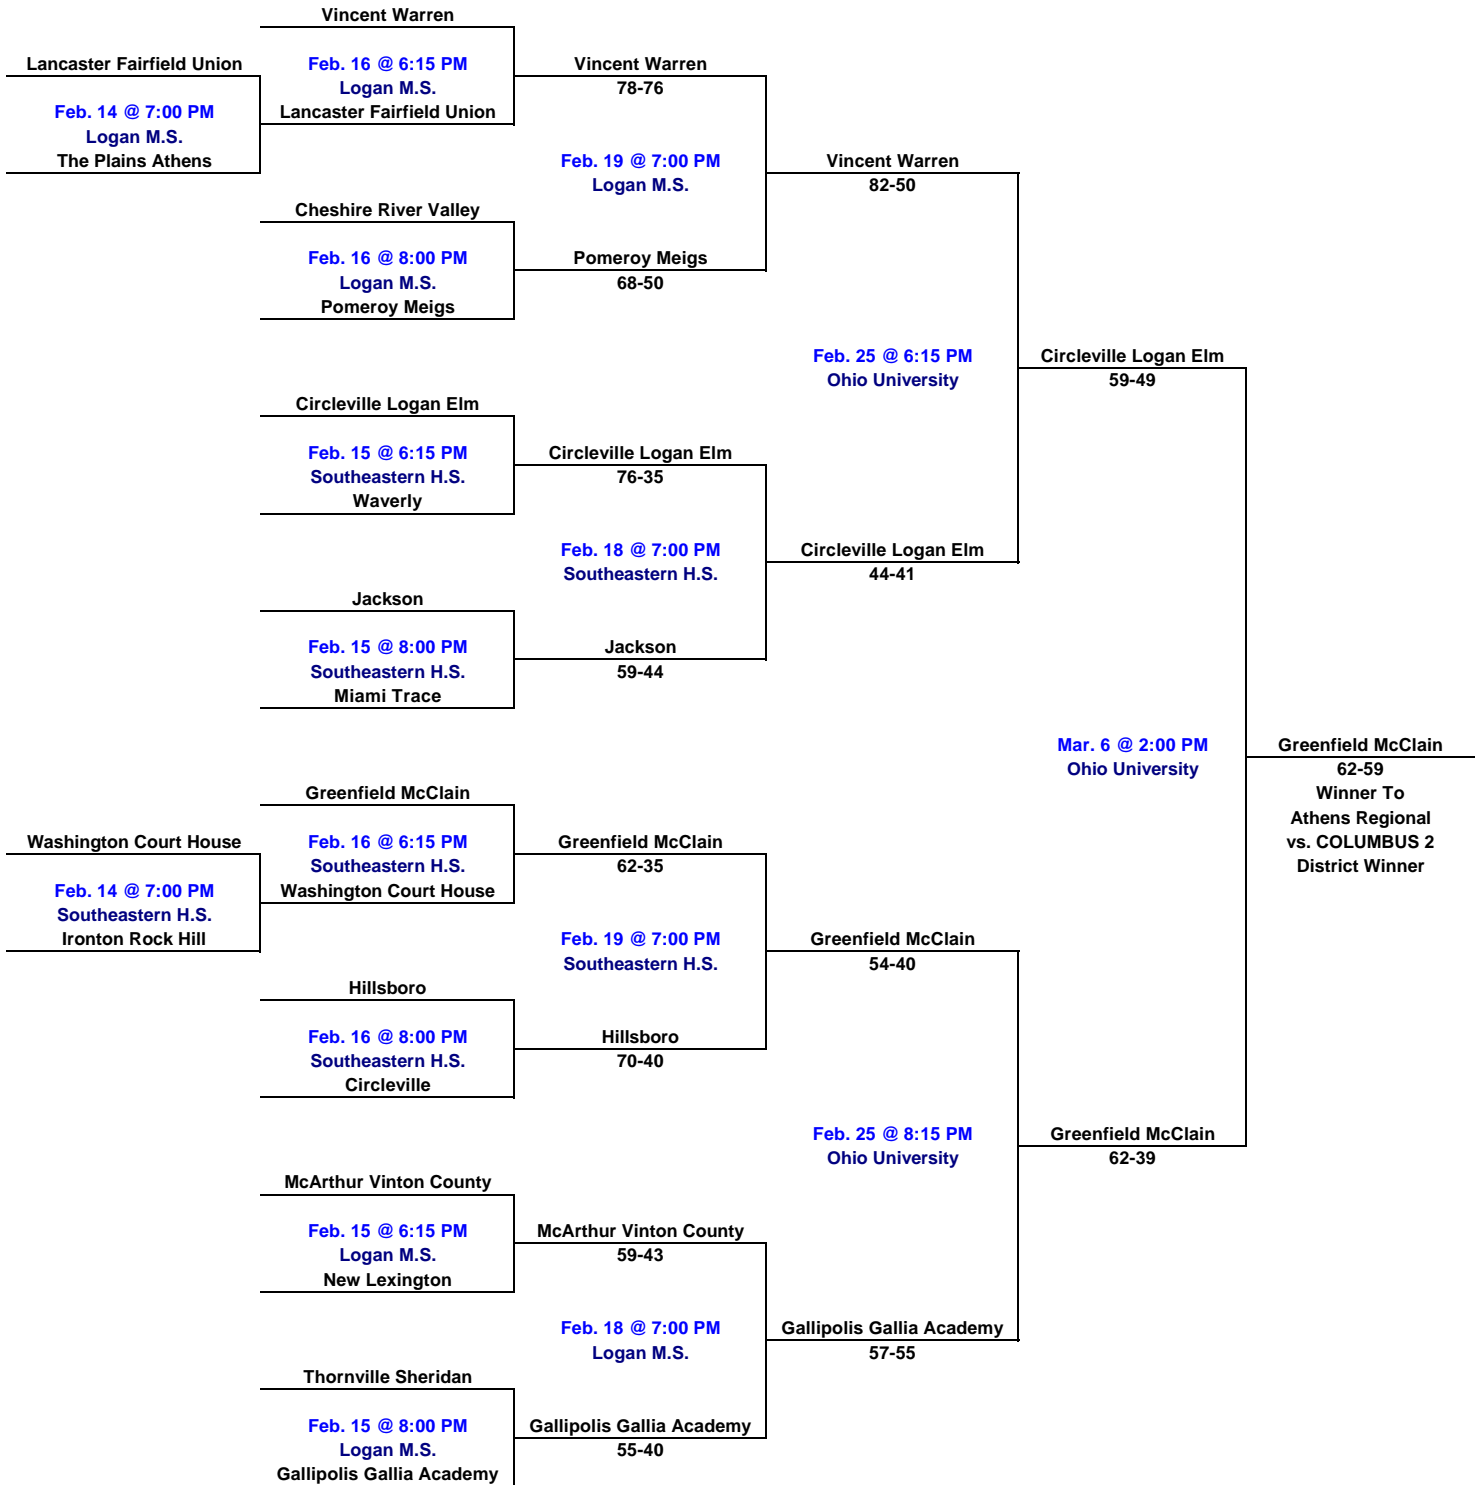 Vincent Warren
Lancaster Fairfield Union
Feb. 16 @ 6:15 PM
Vincent Warren
Logan M.S.
78-76
Feb. 14 @ 7:00 PM
Lancaster Fairfield Union
Logan M.S.
The Plains Athens
Feb. 19 @ 7:00 PM
Vincent Warren
Logan M.S.
82-50
Cheshire River Valley
Feb. 16 @ 8:00 PM
Pomeroy Meigs
Logan M.S.
68-50
Pomeroy Meigs
Feb. 25 @ 6:15 PM
Circleville Logan Elm
Ohio University
59-49
Circleville Logan Elm
Feb. 15 @ 6:15 PM
Circleville Logan Elm
Southeastern H.S.
76-35
Waverly
Feb. 18 @ 7:00 PM
Circleville Logan Elm
Southeastern H.S.
44-41
Jackson
Feb. 15 @ 8:00 PM
Jackson
Southeastern H.S.
59-44
Miami Trace
Mar. 6 @ 2:00 PM
Greenfield McClain
Ohio University
62-59
Greenfield McClain
Winner To
Athens Regional
Washington Court House
Feb. 16 @ 6:15 PM
Greenfield McClain
vs. COLUMBUS 2
Southeastern H.S.
62-35
District Winner
Feb. 14 @ 7:00 PM
Washington Court House
Southeastern H.S.
Ironton Rock Hill
Feb. 19 @ 7:00 PM
Greenfield McClain
Southeastern H.S.
54-40
Hillsboro
Feb. 16 @ 8:00 PM
Hillsboro
Southeastern H.S.
70-40
Circleville
Feb. 25 @ 8:15 PM
Greenfield McClain
Ohio University
62-39
McArthur Vinton County
Feb. 15 @ 6:15 PM
McArthur Vinton County
Logan M.S.
59-43
New Lexington
Feb. 18 @ 7:00 PM
Gallipolis Gallia Academy
Logan M.S.
57-55
Thornville Sheridan
Feb. 15 @ 8:00 PM
Gallipolis Gallia Academy
Logan M.S.
55-40
Gallipolis Gallia Academy